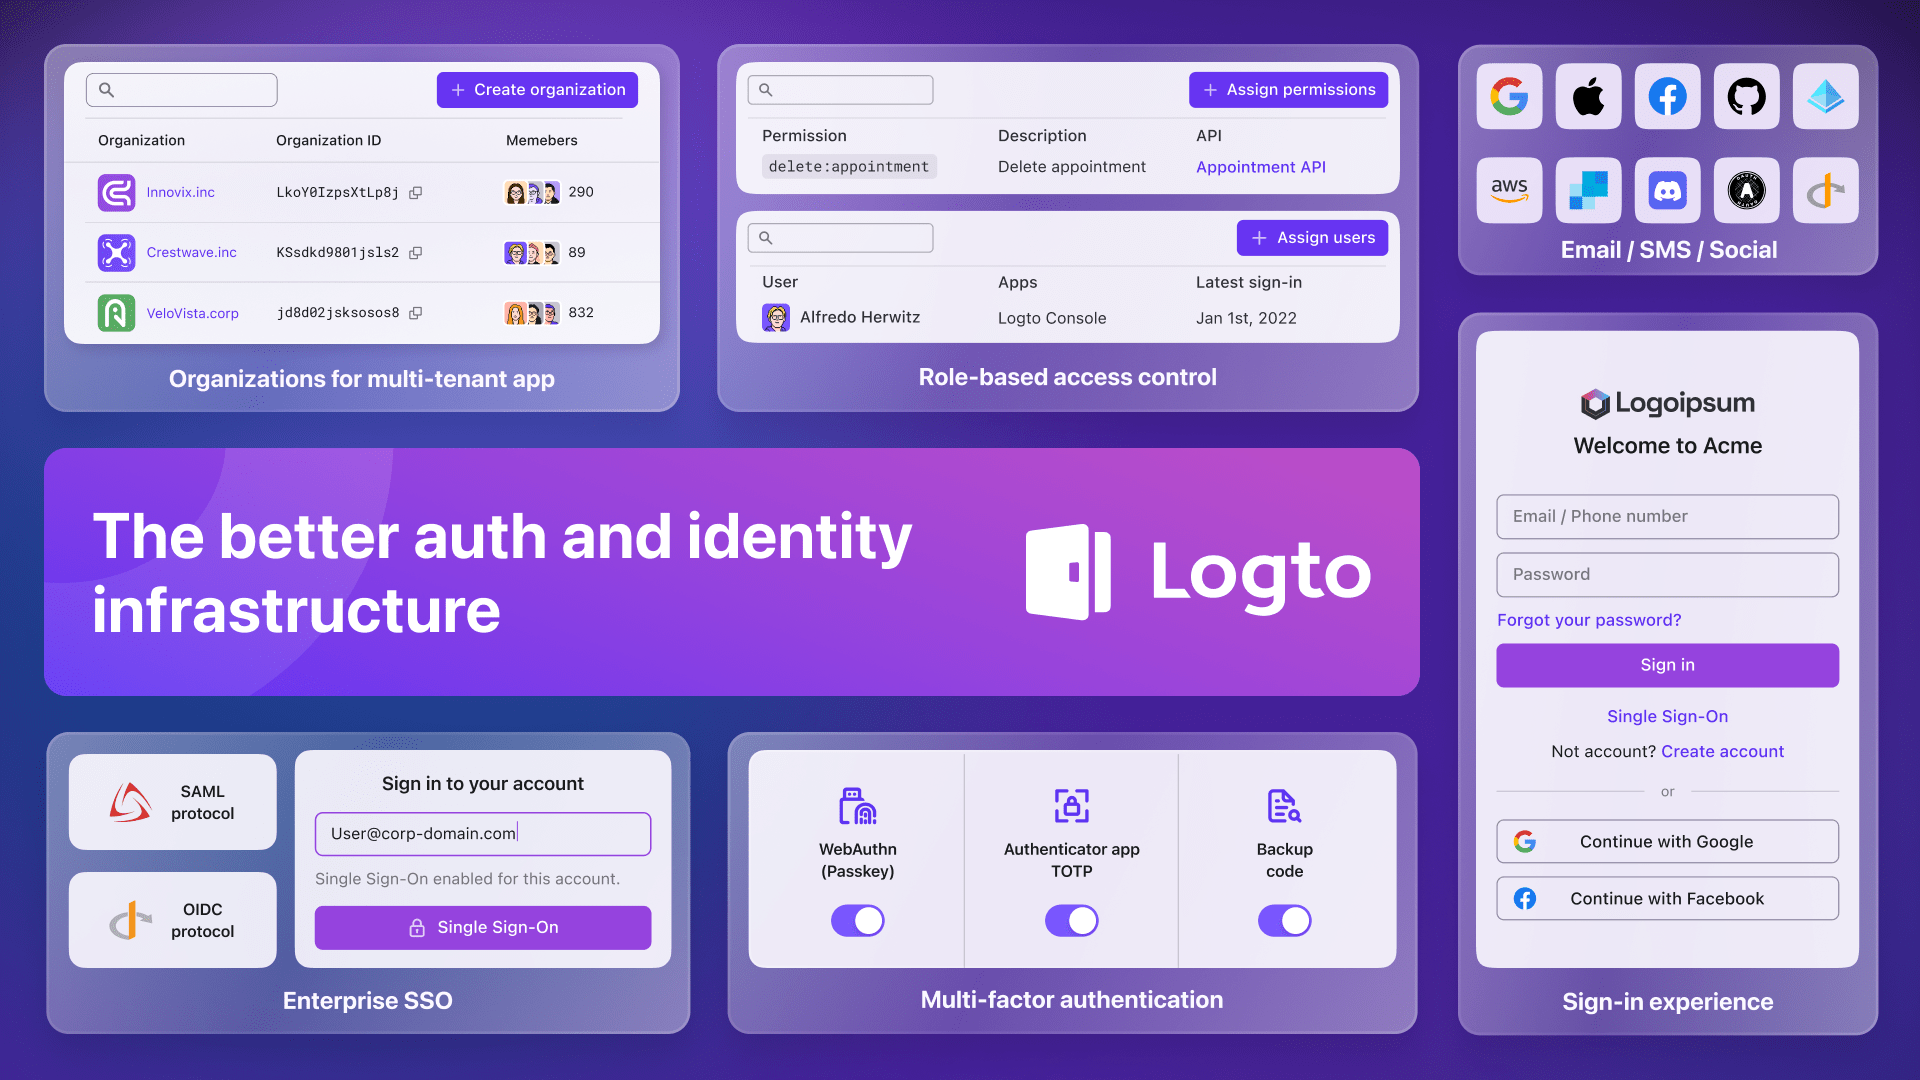 + Create organization
Organization Organization ID Memebers
Innovix.inc LkoY0IzpsXtLp8j 290
Crestwave.inc KSsdkd9801jsls2 89
VeloVista.corp jd8d02jsksosos8 832
Organizations for multi-tenant app
+ Assign permissions
Permission Description API
delete:appointment Delete appointment Appointment API
+ Assign users
User Apps Latest sign-in
Alfredo Herwitz Logto Console Jan 1st, 2022
Role-based access control
aws
Email / SMS / Social
The better auth and identity
infrastructure
Logto
SAML
protocol
OIDC
protocol
Sign in to your account
User@corp-domain.com
Single Sign-On enabled for this account.
Single Sign-On
Enterprise SSO
WebAuthn
(Passkey)
Authenticator app
TOTP
Backup
code
Multi-factor authentication
Logoipsum
Welcome to Acme
Email / Phone number
Password
Forgot your password?
Sign in
Single Sign-On
Not account? Create account
or
Continue with Google
Continue with Facebook
Sign-in experience